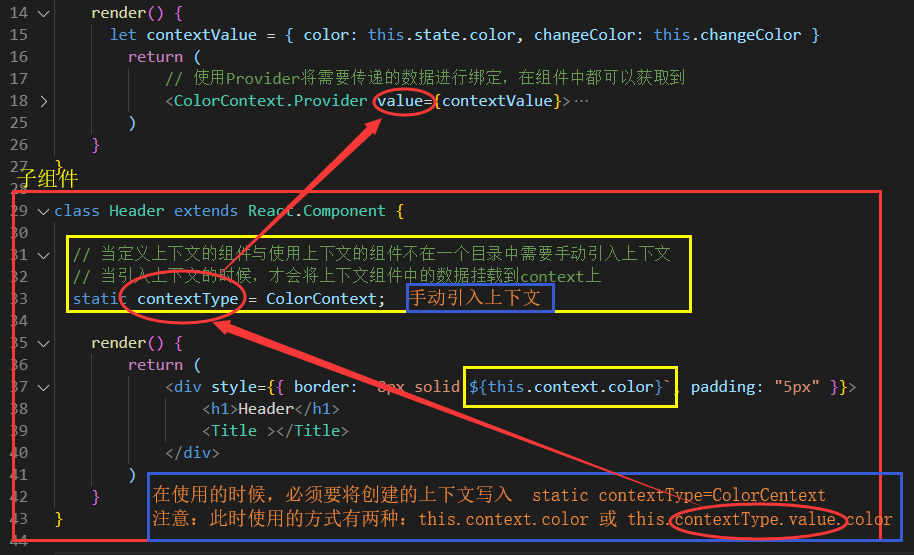 14 render() {
15 let contextValue = { color: this.state.color, changeColor: this.changeColor }
16 return (
17 // 使用Provider将需要传递的数据进行绑定，在组件中都可以获取到
18 <ColorContext.Provider value={contextValue}>…
25 )
26 }
27 }
子组件
28
29 class Header extends React.Component {
30
31 // 当定义上下文的组件与使用上下文的组件不在一个目录中需要手动引入上下文
32 // 当引入上下文的时候，才会将上下文组件中的数据挂载到context上
33 static contextType = ColorContext; 手动引入上下文
34
35 render() {
36 return (
37 <div style={{ border: `8px solid ${this.context.color}`, padding: "5px" }}>
38 <h1>Header</h1>
39 <Title ></Title>
40 </div>
41 )
42 }
43 }
44
在使用的时候，必须要将创建的上下文写入 static contextType=ColorCentext
注意：此时使用的方式有两种：this.context.color 或 this.contextType.value.color